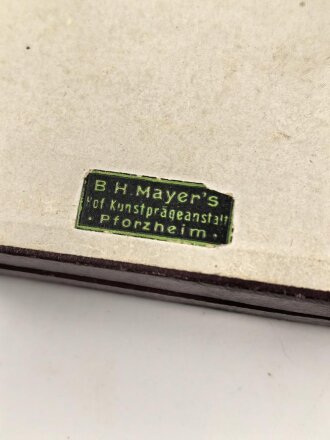 B. H. Mayer's
Hof Kunstprägeanstalt
· Pforzheim ·